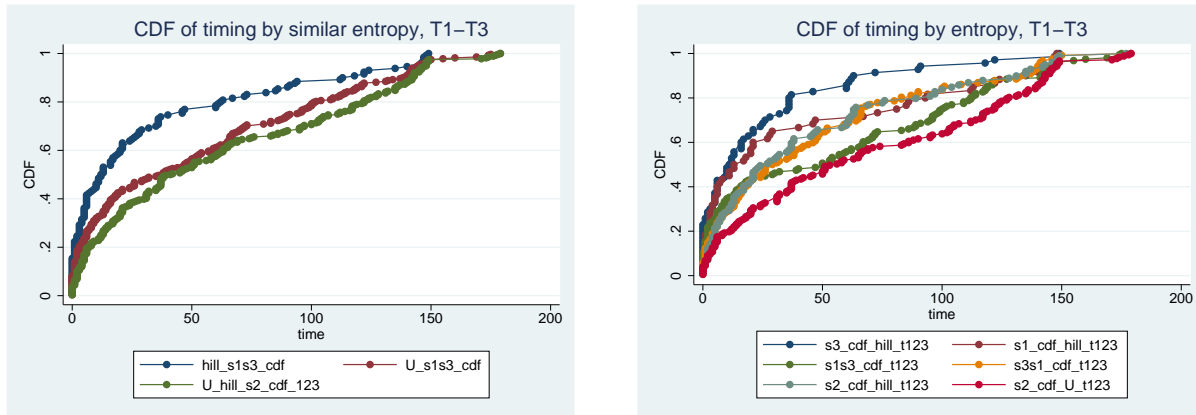 CDF of timing by similar entropy, T1−T3
CDF
1
.8
.6
.4
.2
0
0 50 100 150 200
time
hill_s1s3_cdf U_s1s3_cdf
U_hill_s2_cdf_123
CDF of timing by entropy, T1−T3
CDF
1
.8
.6
.4
.2
0
0 50 100 150 200
time
s3_cdf_hill_t123 s1_cdf_hill_t123
s1s3_cdf_t123 s3s1_cdf_t123
s2_cdf_hill_t123 s2_cdf_U_t123